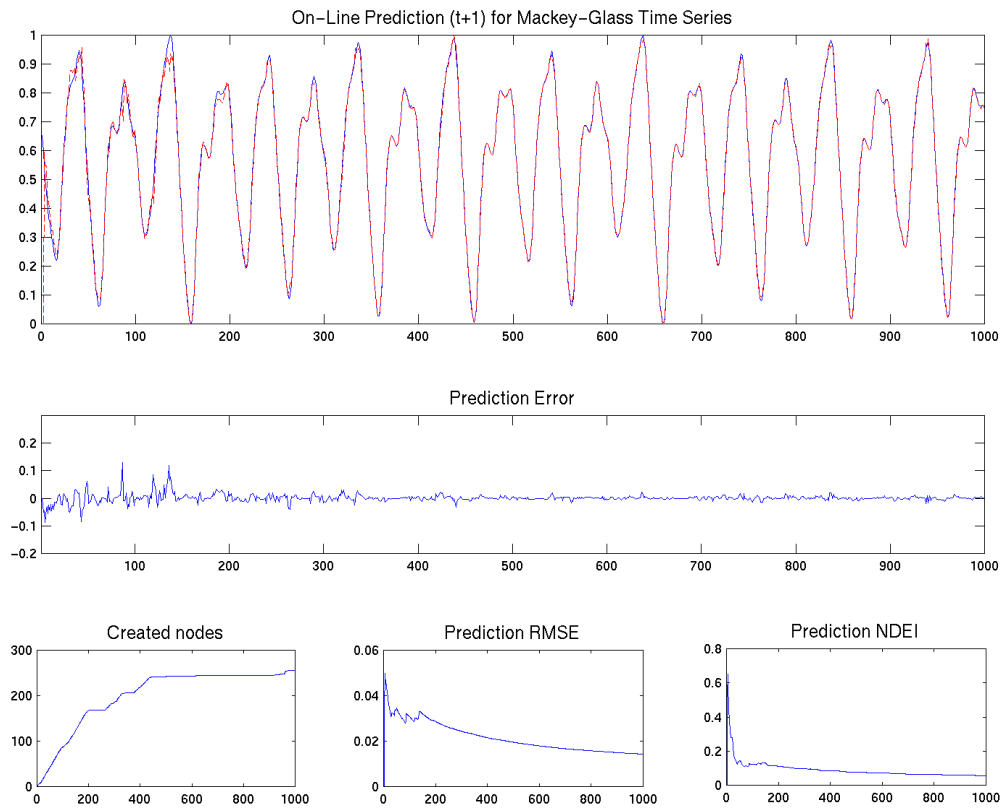 On-Line Prediction (t+1) for Mackey-Glass Time Series
1
0.9
0.8
0.7
0.6
0.5
0.4
0.3
0.2
0.1
0
0 100 200 300 400 500 600 700 800 900 1000
Prediction Error
0.2
0.1
0
-0.1
-0.2
0 100 200 300 400 500 600 700 800 900 1000
Created nodes
300
200
100
0
0 200 400 600 800 1000
Prediction RMSE
0.06
0.04
0.02
0
0 200 400 600 800 1000
Prediction NDEI
0.8
0.6
0.4
0.2
0
0 200 400 600 800 1000